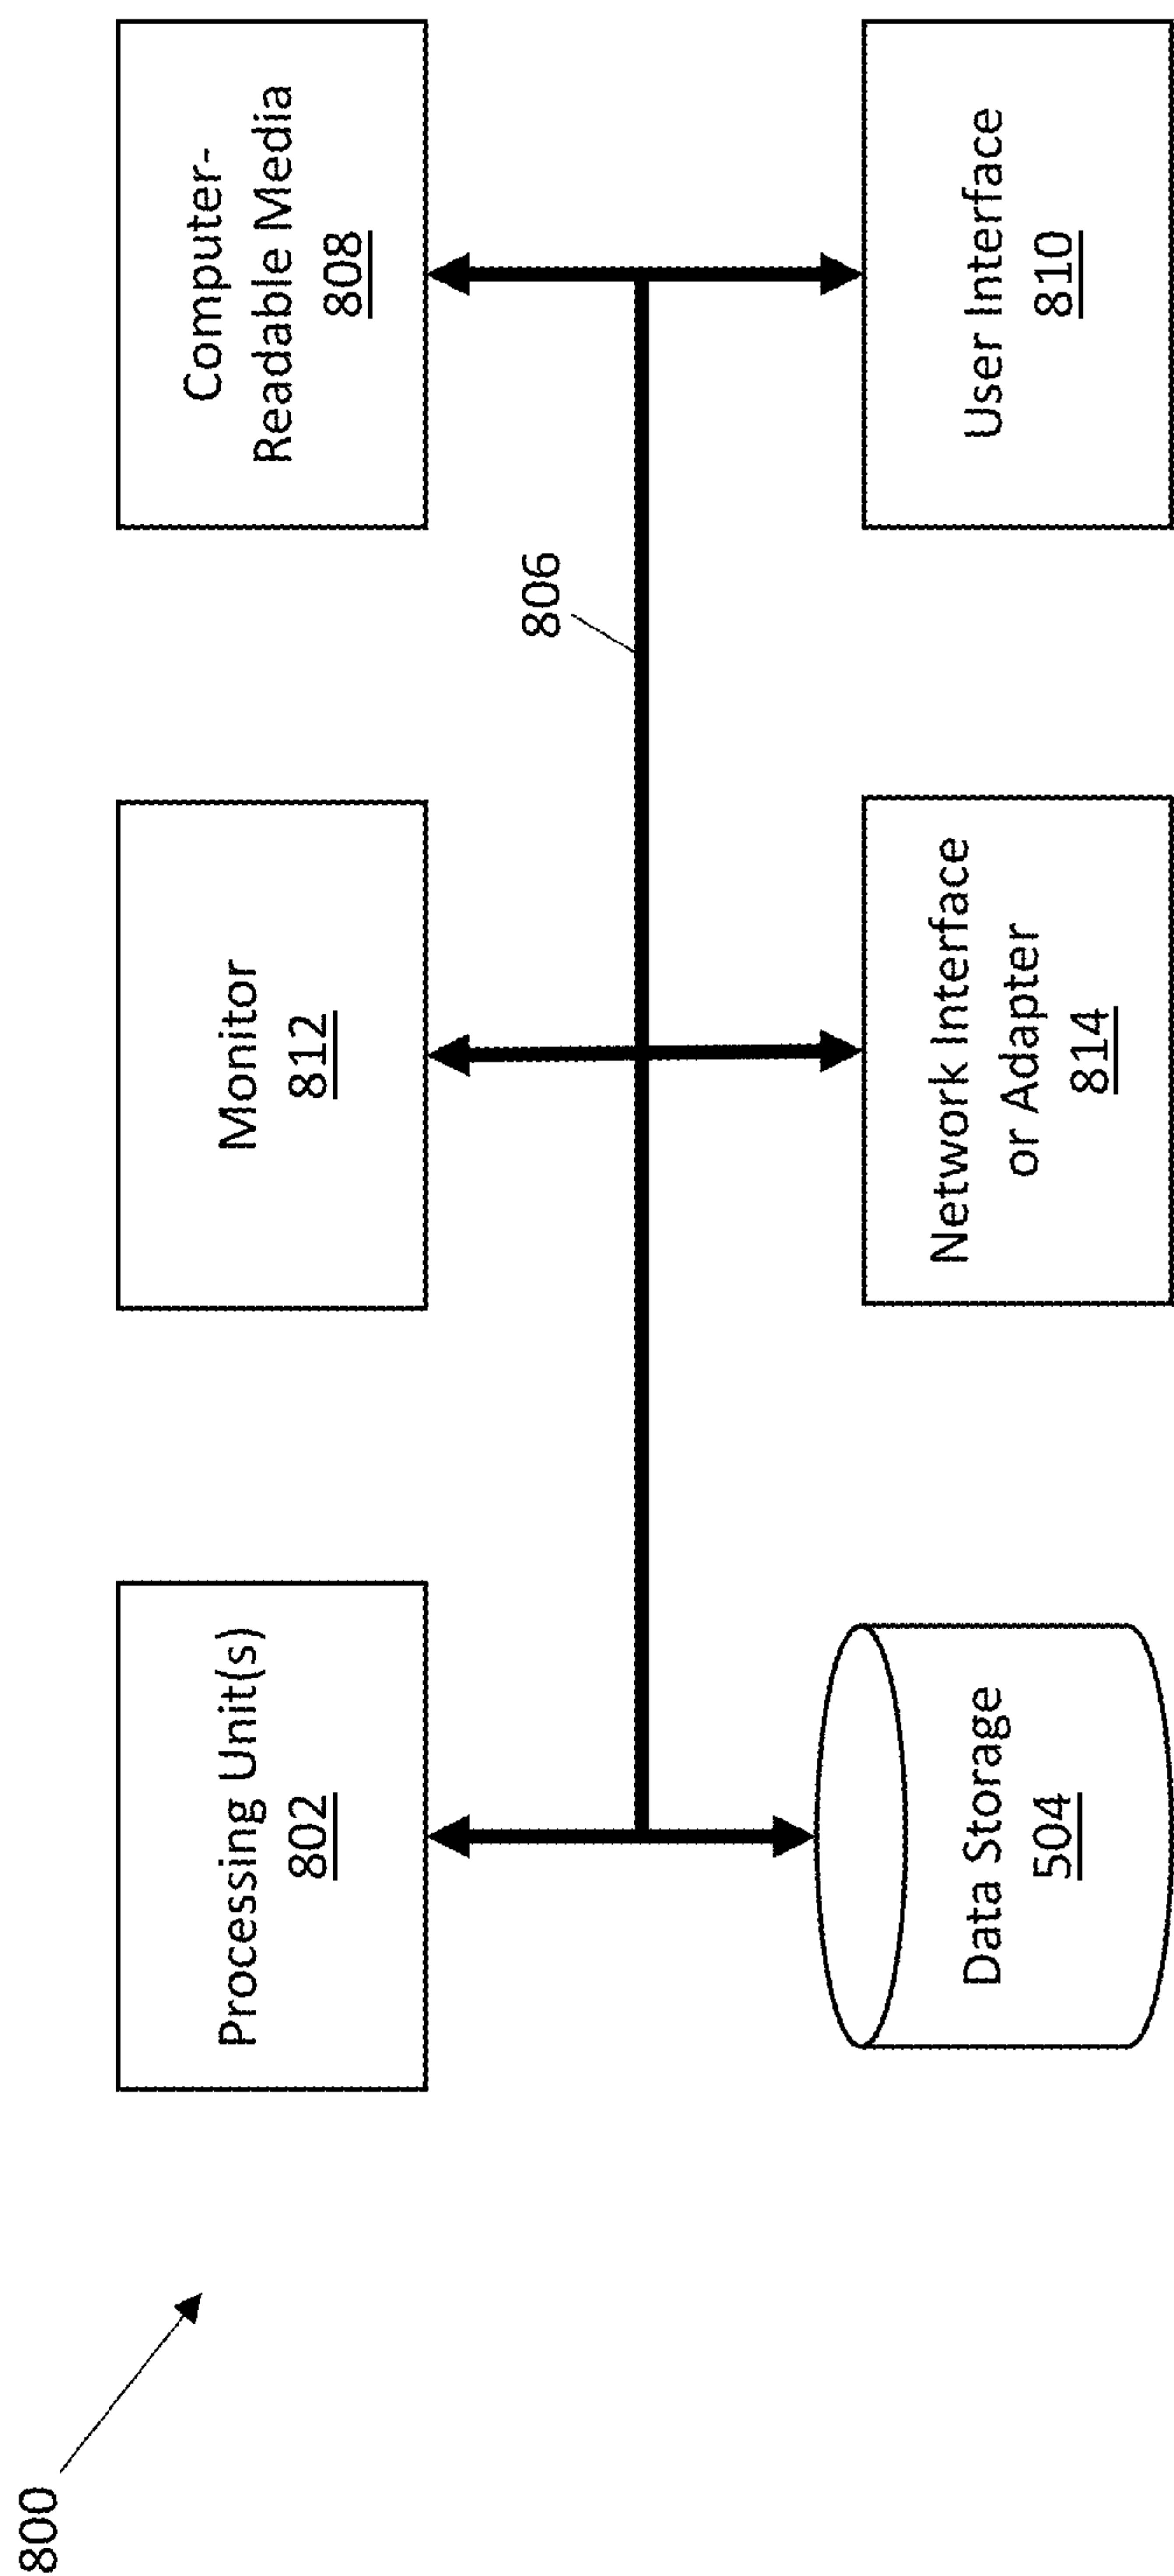 800
Processing Unit(s)
802
Monitor
812
Computer-
Readable Media
808
806
Data Storage
504
Network Interface
or Adapter
814
User Interface
810